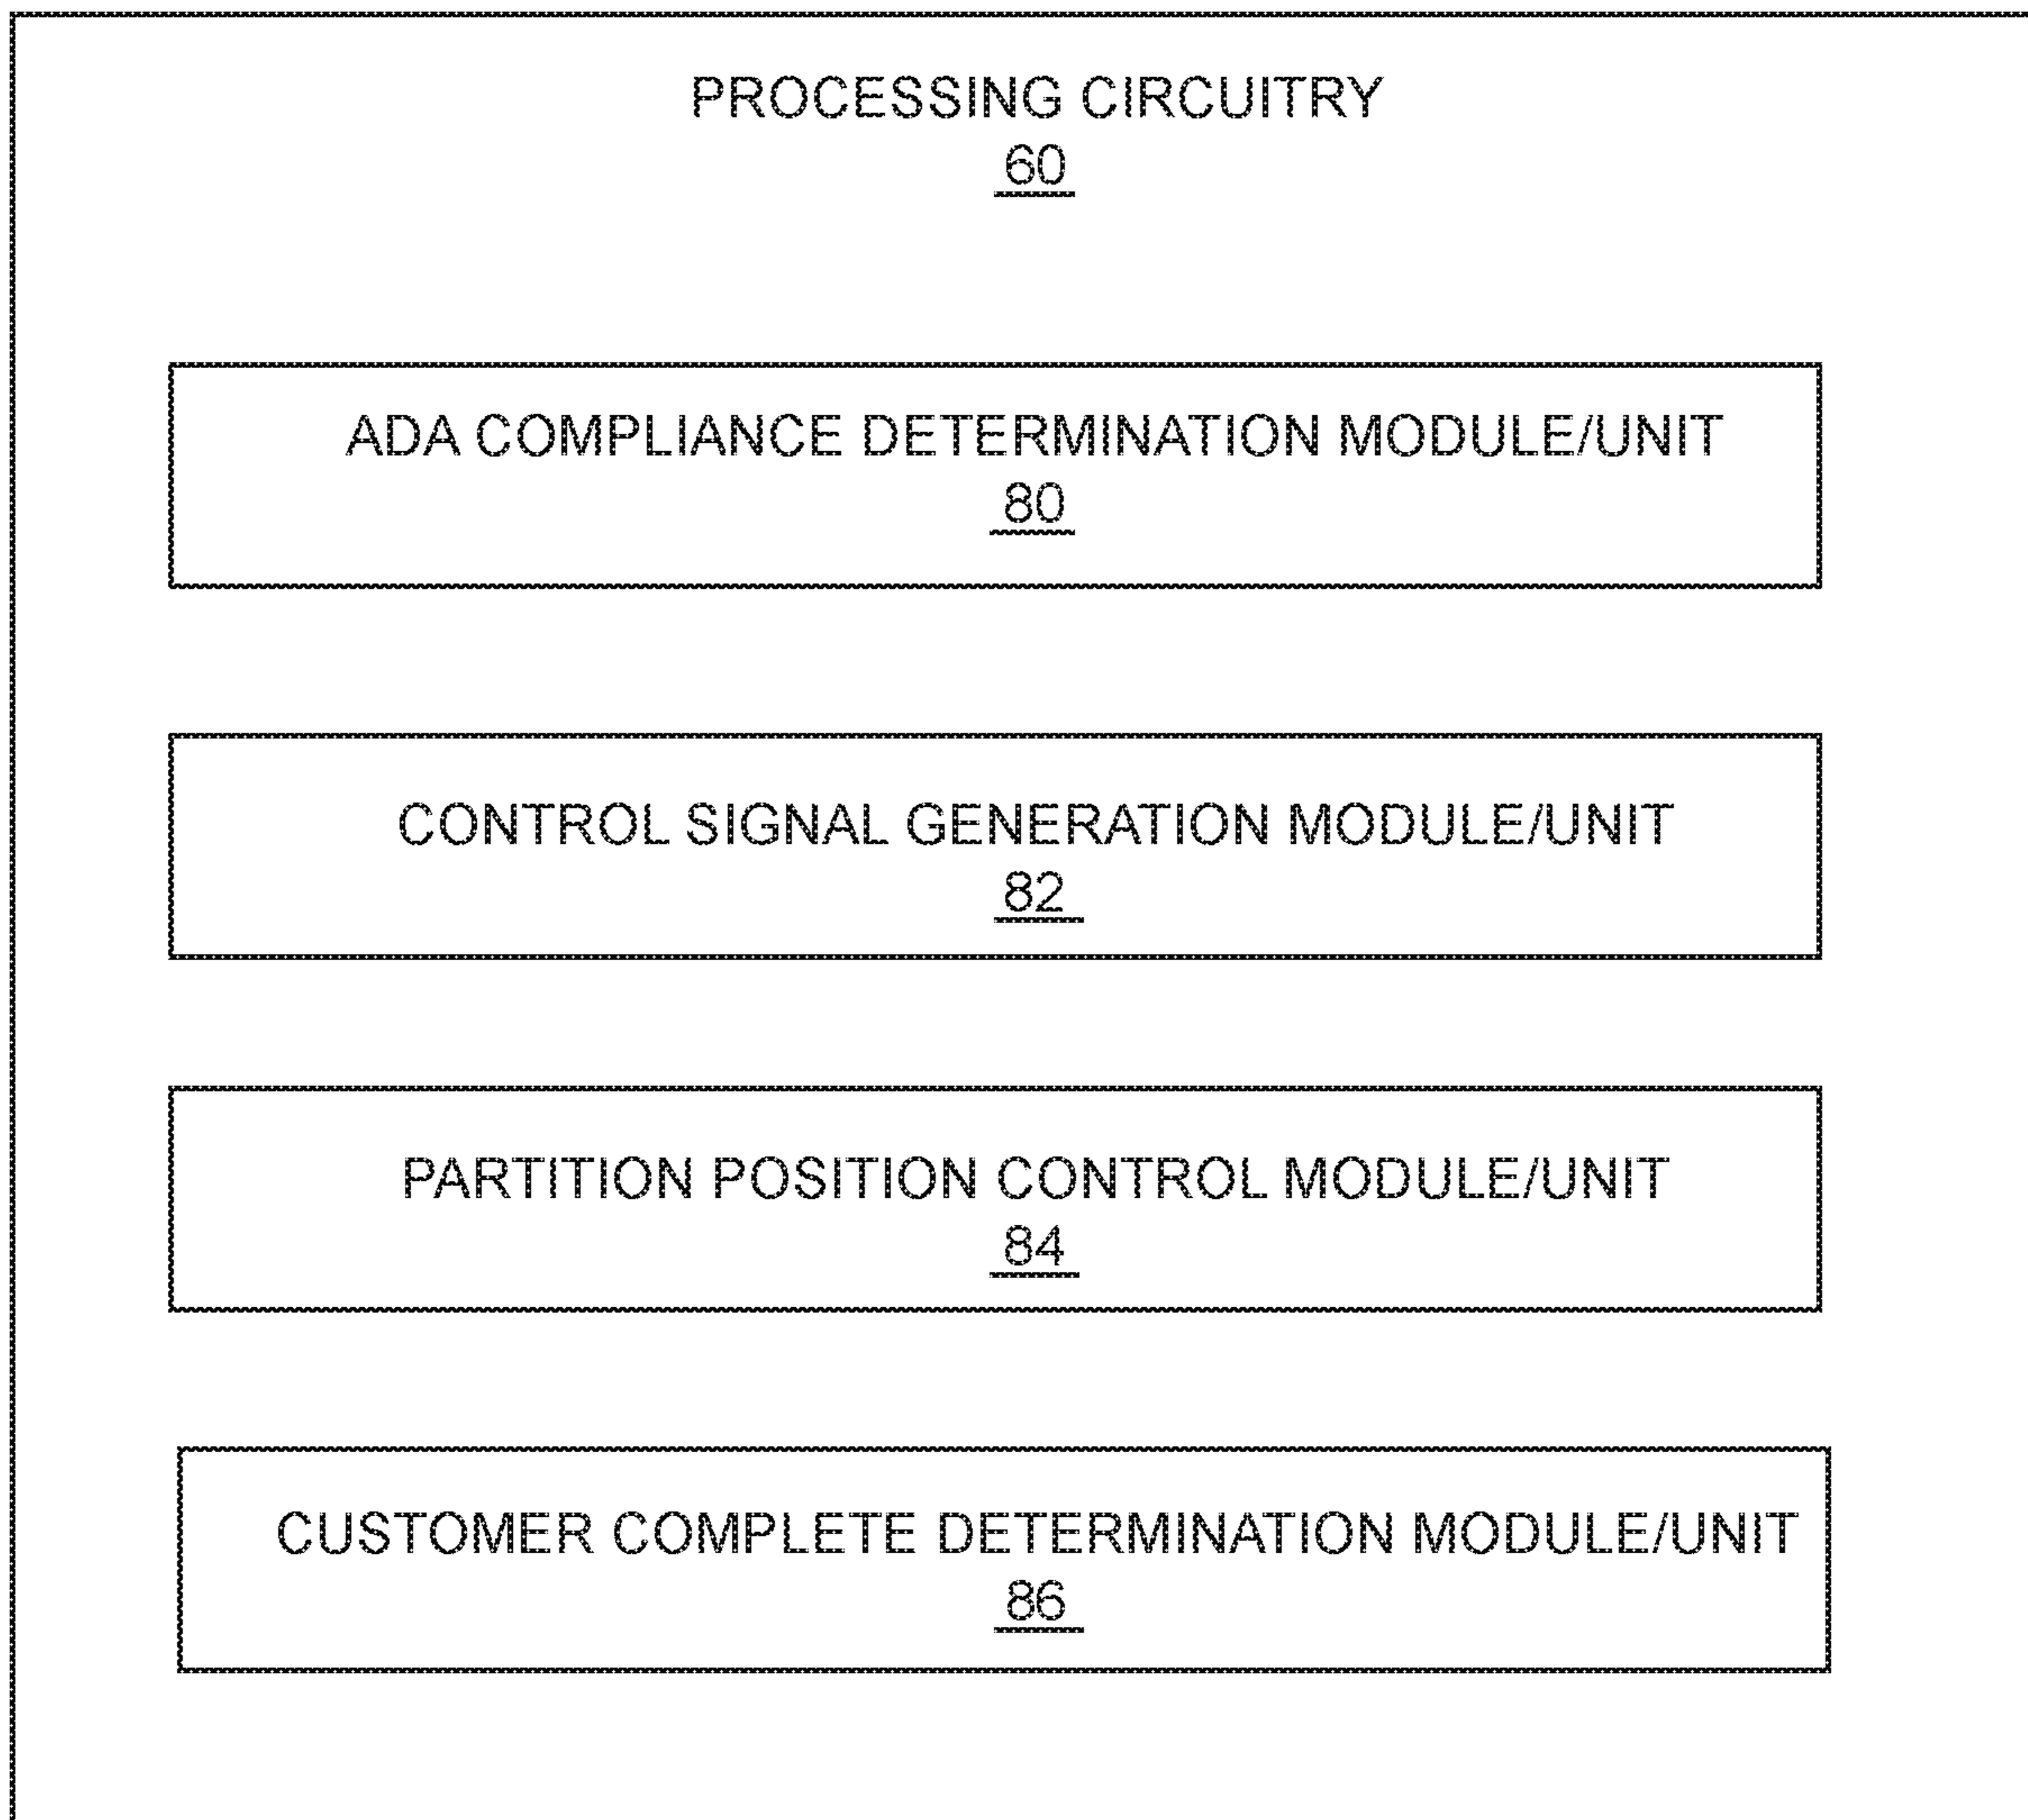 PROCESSING CIRCUITRY
60
ADA COMPLIANCE DETERMINATION MODULE/UNIT
80
CONTROL SIGNAL GENERATION MODULE/UNIT
82
PARTITION POSITION CONTROL MODULE/UNIT
84
CUSTOMER COMPLETE DETERMINATION MODULE/UNIT
86